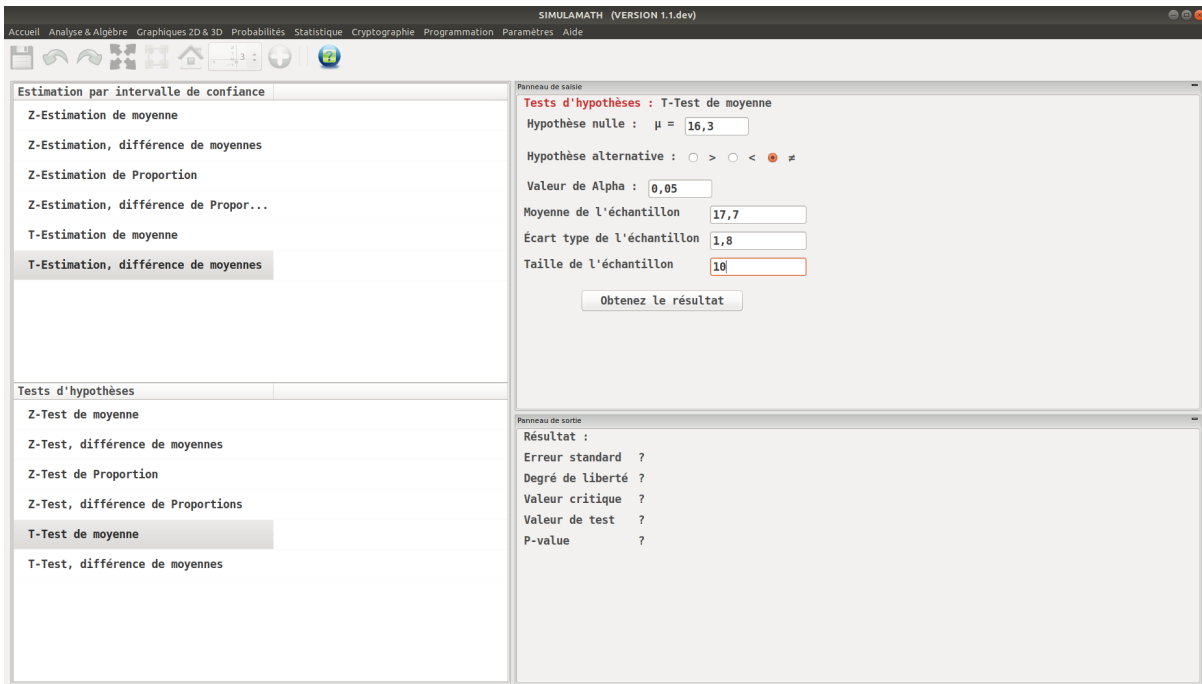 SIMULAMATH (VERSION 1.1.dev)
Accueil Analyse & Algèbre Graphiques 2D & 3D Probabilités Statistique Cryptographie Programmation Paramètres Aide
3
Estimation par intervalle de confiance
Z-Estimation de moyenne
Z-Estimation, différence de moyennes
Z-Estimation de Proportion
Z-Estimation, différence de Propor...
T-Estimation de moyenne
T-Estimation, différence de moyennes
Tests d'hypothèses
Z-Test de moyenne
Z-Test, différence de moyennes
Z-Test de Proportion
Z-Test, différence de Proportions
T-Test de moyenne
T-Test, différence de moyennes
Panneau de saisie
Tests d'hypothèses : T-Test de moyenne
Hypothèse nulle : μ = 16,3
Hypothèse alternative : > < ≠
Valeur de Alpha : 0,05
Moyenne de l'échantillon 17,7
Écart type de l'échantillon 1,8
Taille de l'échantillon 10
Obtenez le résultat
Panneau de sortie
Résultat :
Erreur standard ?
Degré de liberté ?
Valeur critique ?
Valeur de test ?
P-value ?